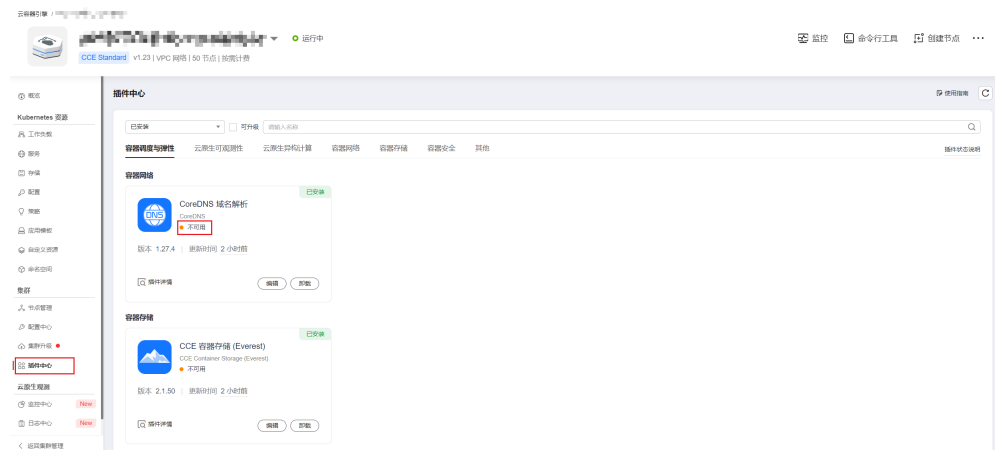 云容器引擎 /
运行中
监控 命令行工具 创建节点 ···
CCE Standard v1.23 | VPC 网络 | 50 节点 | 按需计费
概览
Kubernetes 资源
工作负载
服务
存储
配置
策略
应用模板
自定义资源
命名空间
集群
节点管理
配置中心
集群升级
插件中心
云原生观测
监控中心 New
日志中心 New
返回集群管理
插件中心
使用指南
已安装 可升级 请输入名称
容器调度与弹性 云原生可观测性 云原生异构计算 容器网络 容器存储 容器安全 其他 插件状态说明
容器网络
已安装
CoreDNS 域名解析
DNS
CoreDNS
不可用
版本 1.27.4 | 更新时间 2 小时前
插件详情 编辑 卸载
容器存储
已安装
CCE 容器存储 (Everest)
CCE Container Storage (Everest)
不可用
版本 2.1.50 | 更新时间 2 小时前
插件详情 编辑 卸载